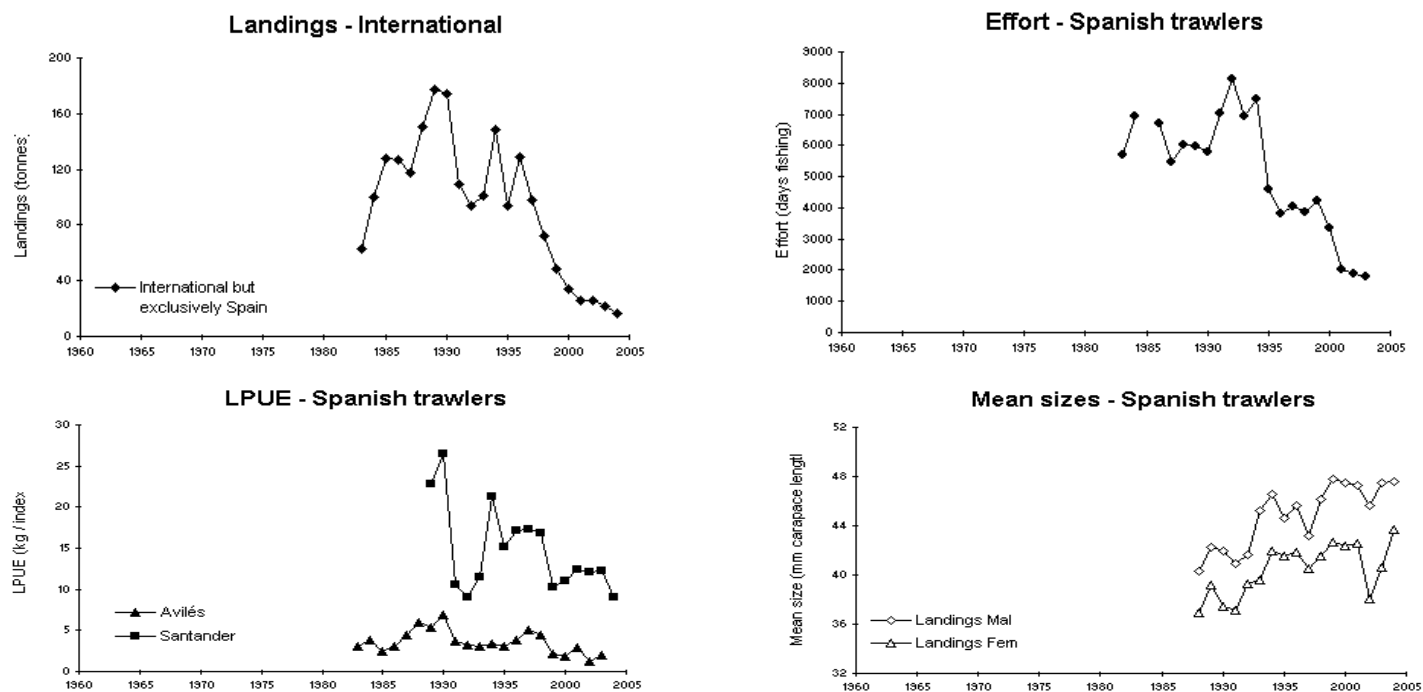 Landings - International
200
160
120
80
40
0
Landings (tonnes)
International but
exclusively Spain
1960 1965 1970 1975 1980 1985 1990 1995 2000 2005
Effort - Spanish trawlers
9000
8000
7000
6000
5000
4000
3000
2000
1000
0
Effort (days fishing)
1960 1965 1970 1975 1980 1985 1990 1995 2000 2005
LPUE - Spanish trawlers
30
25
20
15
10
5
0
LPUE (kg / index)
Avilés
Santander
1960 1965 1970 1975 1980 1985 1990 1995 2000 2005
Mean sizes - Spanish trawlers
52
48
44
40
36
32
Mean size (mm carapace lengtl
Landings Mal
Landings Fem
1960 1965 1970 1975 1980 1985 1990 1995 2000 2005